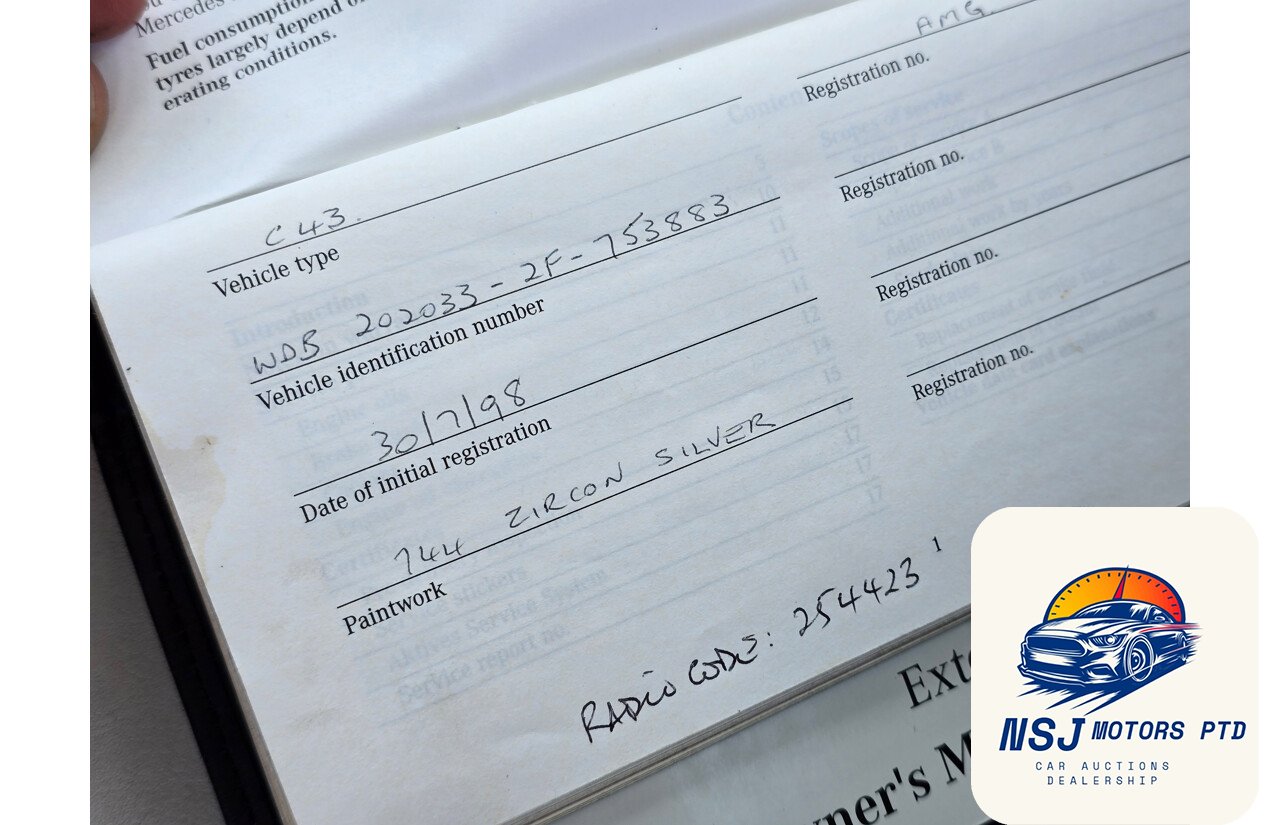 Mercedes
Fuel consumption
tyres largely depend o
erating conditions.
C 43.
Vehicle type
WDB 202033 - 2F - 753883
Vehicle identification number
30/7/98
Date of initial registration
744 ZIRCON SILVER
Paintwork
RADIO CODE: 254423
1
AMG
Registration no.
Registration no.
Registration no.
Registration no.
Exte
wner's M
NSJ MOTORS PTD
CAR AUCTIONS
DEALERSHIP